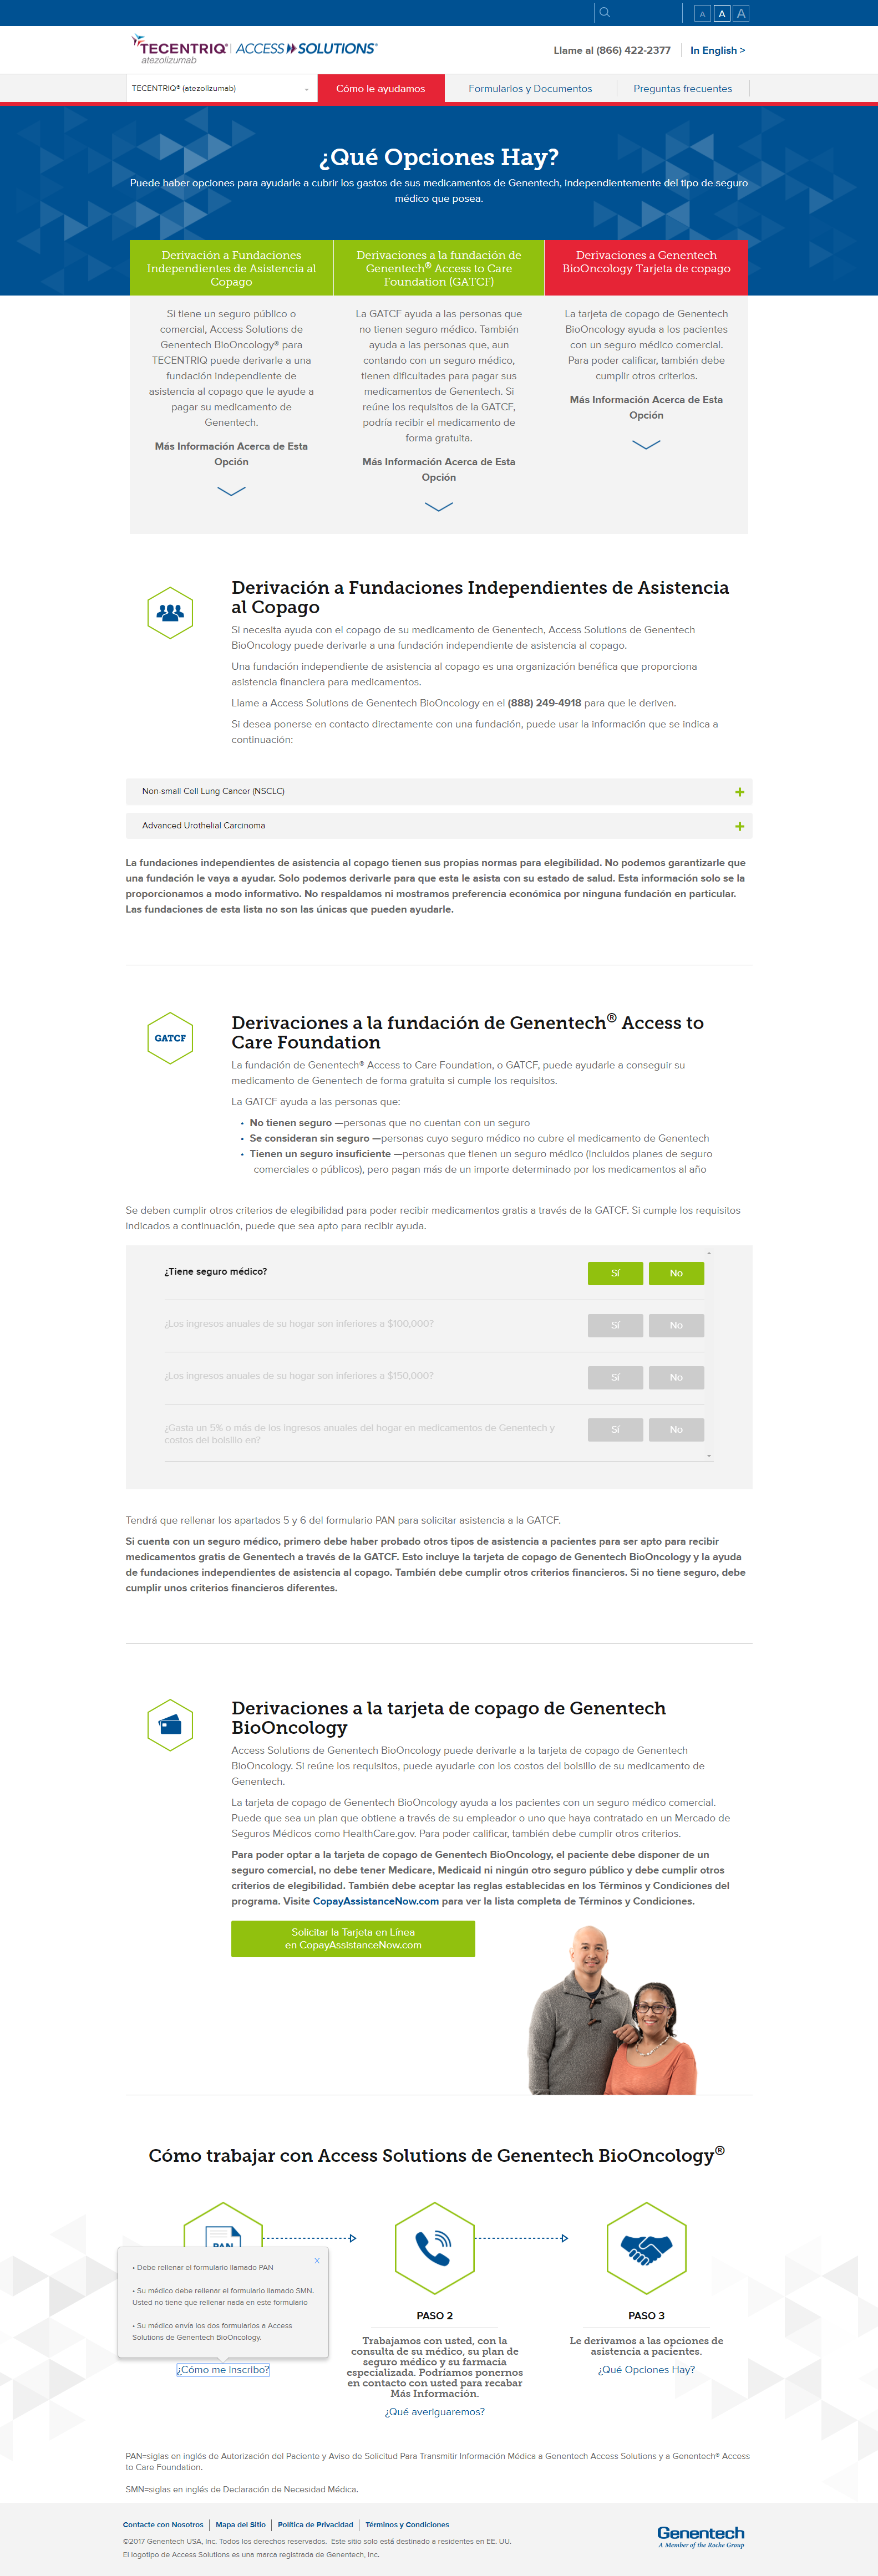 A A A
TECENTRIQ® | ACCESS SOLUTIONS®
atezolizumab
Llame al (866) 422-2377 In English >
TECENTRIQ® (atezolizumab) Cómo le ayudamos Formularios y Documentos Preguntas frecuentes
¿Qué Opciones Hay?
Puede haber opciones para ayudarle a cubrir los gastos de sus medicamentos de Genentech, independientemente del tipo de seguro
médico que posea.
Derivación a Fundaciones
Independientes de Asistencia al
Copago
Si tiene un seguro público o
comercial, Access Solutions de
Genentech BioOncology® para
TECENTRIQ puede derivarle a una
fundación independiente de
asistencia al copago que le ayude a
pagar su medicamento de
Genentech.
Más Información Acerca de Esta
Opción
Derivaciones a la fundación de
Genentech® Access to Care
Foundation (GATCF)
La GATCF ayuda a las personas que
no tienen seguro médico. También
ayuda a las personas que, aun
contando con un seguro médico,
tienen dificultades para pagar sus
medicamentos de Genentech. Si
reúne los requisitos de la GATCF,
podría recibir el medicamento de
forma gratuita.
Más Información Acerca de Esta
Opción
Derivaciones a Genentech
BioOncology Tarjeta de copago
La tarjeta de copago de Genentech
BioOncology ayuda a los pacientes
con un seguro médico comercial.
Para poder calificar, también debe
cumplir otros criterios.
Más Información Acerca de Esta
Opción
Derivación a Fundaciones Independientes de Asistencia
al Copago
Si necesita ayuda con el copago de su medicamento de Genentech, Access Solutions de Genentech
BioOncology puede derivarle a una fundación independiente de asistencia al copago.
Una fundación independiente de asistencia al copago es una organización benéfica que proporciona
asistencia financiera para medicamentos.
Llame a Access Solutions de Genentech BioOncology en el (888) 249-4918 para que le deriven.
Si desea ponerse en contacto directamente con una fundación, puede usar la información que se indica a
continuación:
Non-small Cell Lung Cancer (NSCLC)
Advanced Urothelial Carcinoma
La fundaciones independientes de asistencia al copago tienen sus propias normas para elegibilidad. No podemos garantizarle que
una fundación le vaya a ayudar. Solo podemos derivarle para que esta le asista con su estado de salud. Esta información solo se la
proporcionamos a modo informativo. No respaldamos ni mostramos preferencia económica por ninguna fundación en particular.
Las fundaciones de esta lista no son las únicas que pueden ayudarle.
GATCF
Derivaciones a la fundación de Genentech® Access to
Care Foundation
La fundación de Genentech® Access to Care Foundation, o GATCF, puede ayudarle a conseguir su
medicamento de Genentech de forma gratuita si cumple los requisitos.
La GATCF ayuda a las personas que:
• No tienen seguro —personas que no cuentan con un seguro
• Se consideran sin seguro —personas cuyo seguro médico no cubre el medicamento de Genentech
• Tienen un seguro insuficiente —personas que tienen un seguro médico (incluidos planes de seguro
comerciales o públicos), pero pagan más de un importe determinado por los medicamentos al año
Se deben cumplir otros criterios de elegibilidad para poder recibir medicamentos gratis a través de la GATCF. Si cumple los requisitos
indicados a continuación, puede que sea apto para recibir ayuda.
¿Tiene seguro médico? Sí No
¿Los ingresos anuales de su hogar son inferiores a $100,000? Sí No
¿Los ingresos anuales de su hogar son inferiores a $150,000? Sí No
¿Gasta un 5% o más de los ingresos anuales del hogar en medicamentos de Genentech y
costos del bolsillo en? Sí No
Tendrá que rellenar los apartados 5 y 6 del formulario PAN para solicitar asistencia a la GATCF.
Si cuenta con un seguro médico, primero debe haber probado otros tipos de asistencia a pacientes para ser apto para recibir
medicamentos gratis de Genentech a través de la GATCF. Esto incluye la tarjeta de copago de Genentech BioOncology y la ayuda
de fundaciones independientes de asistencia al copago. También debe cumplir otros criterios financieros. Si no tiene seguro, debe
cumplir unos criterios financieros diferentes.
Derivaciones a la tarjeta de copago de Genentech
BioOncology
Access Solutions de Genentech BioOncology puede derivarle a la tarjeta de copago de Genentech
BioOncology. Si reúne los requisitos, puede ayudarle con los costos del bolsillo de su medicamento de
Genentech.
La tarjeta de copago de Genentech BioOncology ayuda a los pacientes con un seguro médico comercial.
Puede que sea un plan que obtiene a través de su empleador o uno que haya contratado en un Mercado de
Seguros Médicos como HealthCare.gov. Para poder calificar, también debe cumplir otros criterios.
Para poder optar a la tarjeta de copago de Genentech BioOncology, el paciente debe disponer de un
seguro comercial, no debe tener Medicare, Medicaid ni ningún otro seguro público y debe cumplir otros
criterios de elegibilidad. También debe aceptar las reglas establecidas en los Términos y Condiciones del
programa. Visite CopayAssistanceNow.com para ver la lista completa de Términos y Condiciones.
Solicitar la Tarjeta en Línea
en CopayAssistanceNow.com
Cómo trabajar con Access Solutions de Genentech BioOncology®
PAN
X
• Debe rellenar el formulario llamado PAN
• Su médico debe rellenar el formulario llamado SMN.
Usted no tiene que rellenar nada en este formulario
• Su médico envía los dos formularios a Access
Solutions de Genentech BioOncology.
¿Cómo me inscribo?
PASO 2
Trabajamos con usted, con la
consulta de su médico, su plan de
seguro médico y su farmacia
especializada. Podríamos ponernos
en contacto con usted para recabar
Más Información.
¿Qué averiguaremos?
PASO 3
Le derivamos a las opciones de
asistencia a pacientes.
¿Qué Opciones Hay?
PAN=siglas en inglés de Autorización del Paciente y Aviso de Solicitud Para Transmitir Información Médica a Genentech Access Solutions y a Genentech® Access
to Care Foundation.
SMN=siglas en inglés de Declaración de Necesidad Médica.
Contacte con Nosotros Mapa del Sitio Política de Privacidad Términos y Condiciones
©2017 Genentech USA, Inc. Todos los derechos reservados. Este sitio solo está destinado a residentes en EE. UU.
El logotipo de Access Solutions es una marca registrada de Genentech, Inc.
Genentech
A Member of the Roche Group